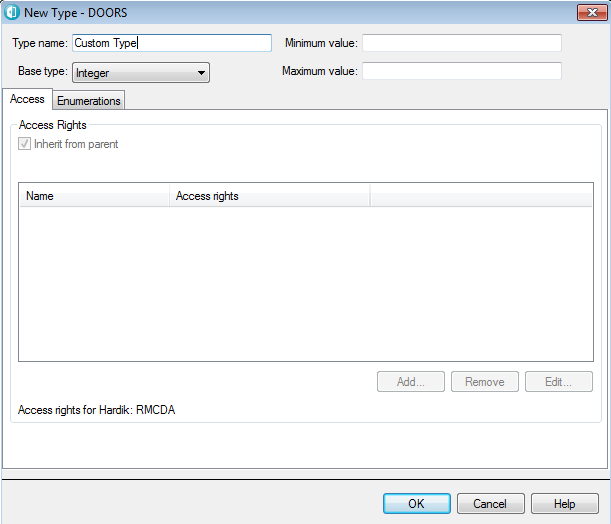 New Type - DOORS
Type name: Custom Type Minimum value:
Base type: Integer Maximum value:
Access Enumerations
Access Rights
Inherit from parent
Name Access rights
Add... Remove Edit...
Access rights for Hardik: RMCDA
OK Cancel Help